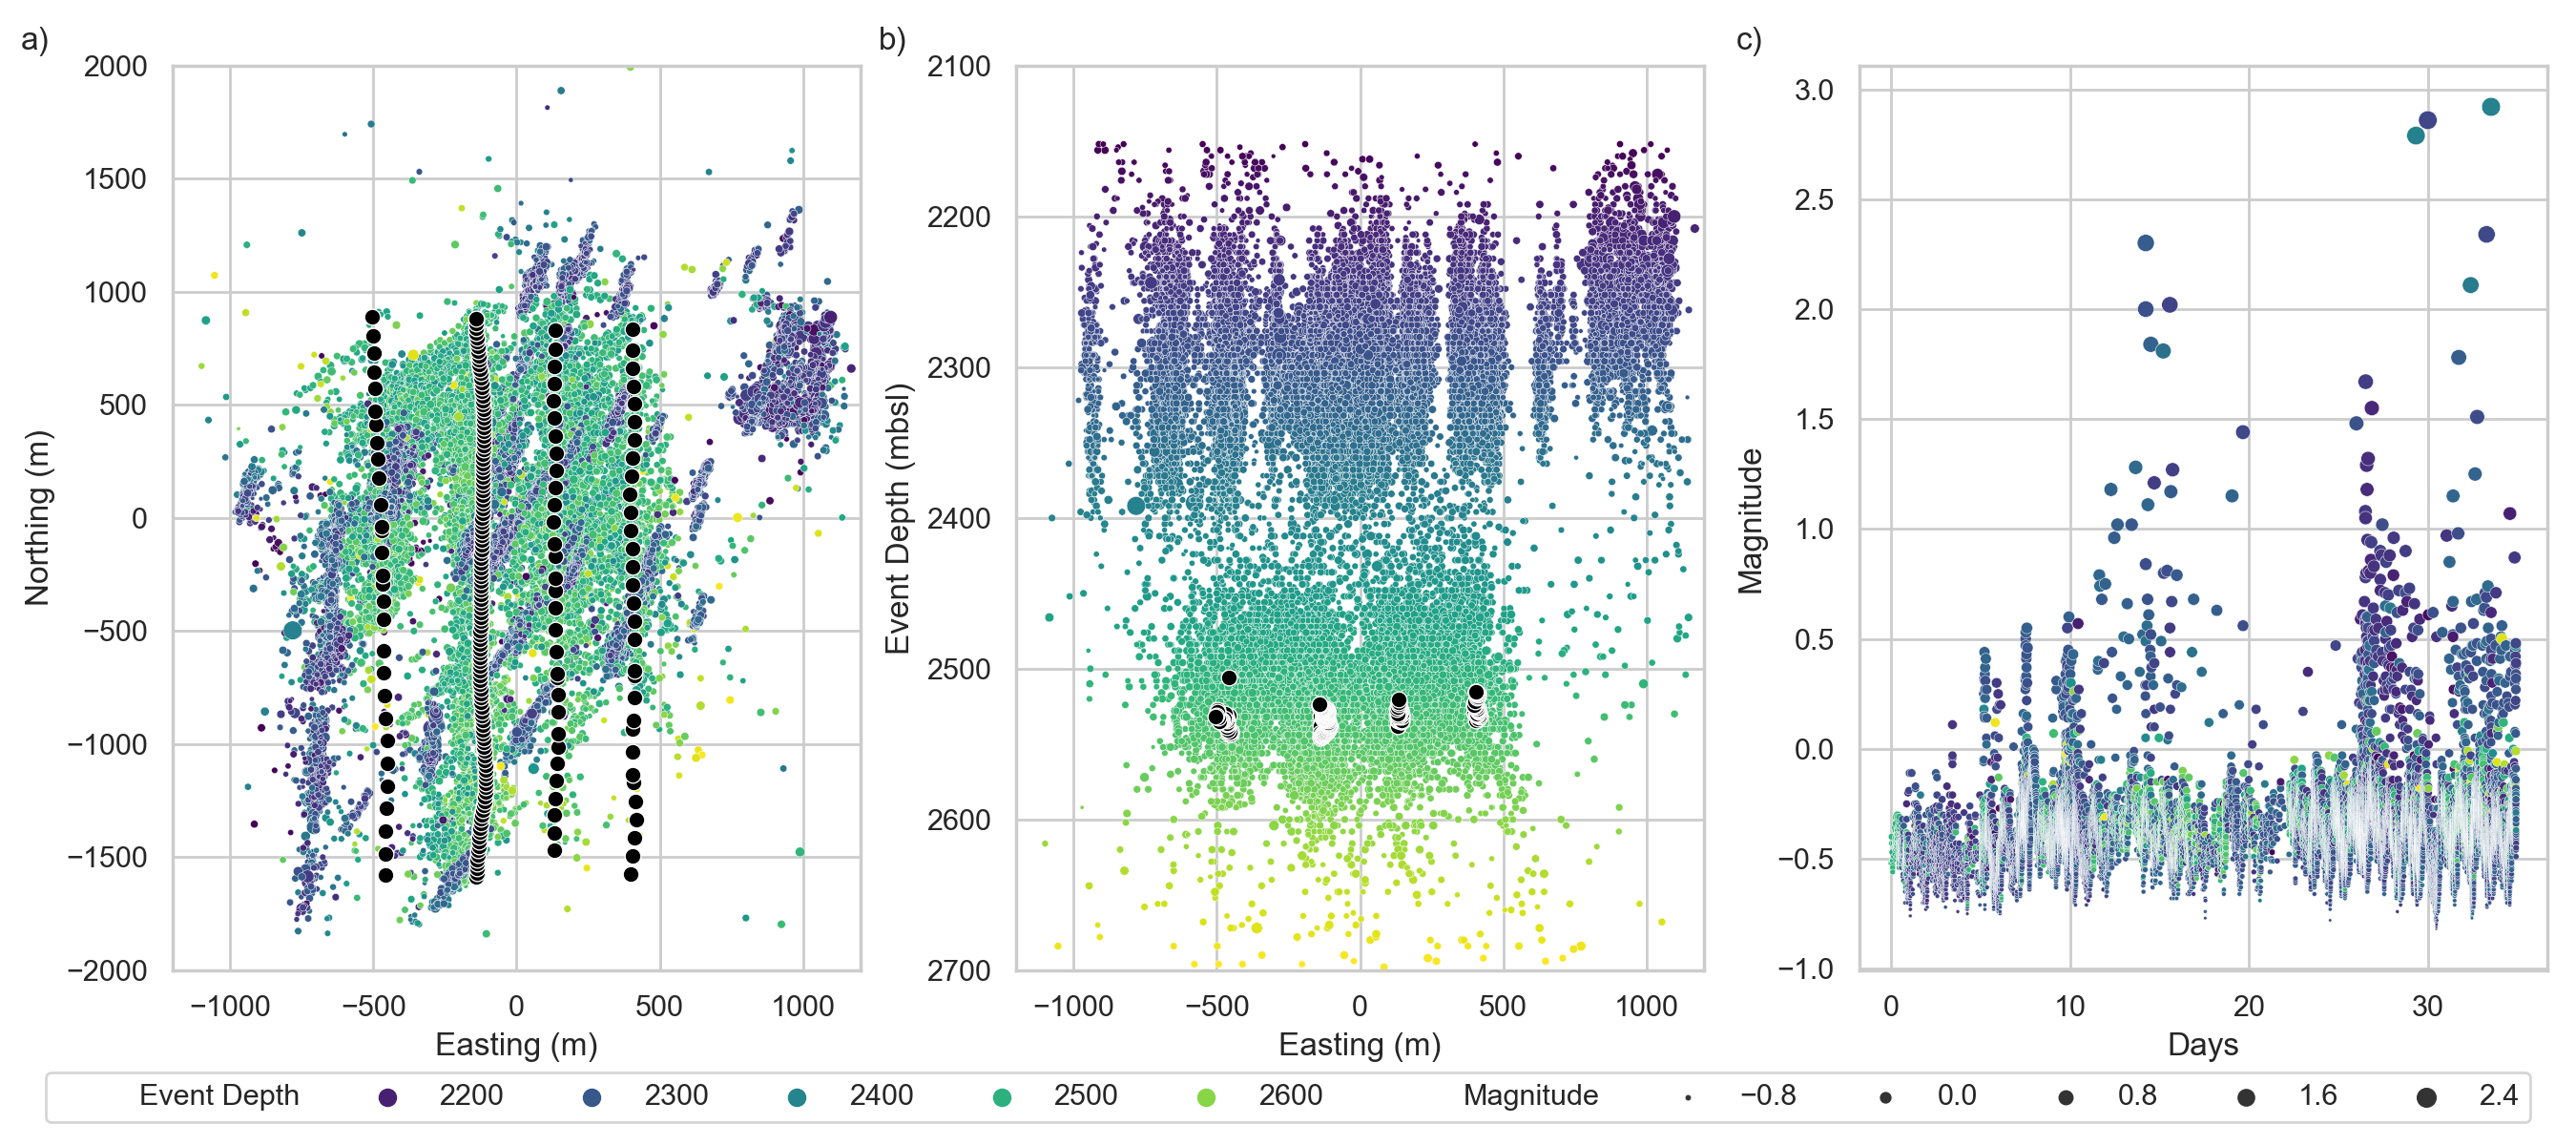 a)
2000
1500
1000
500
0
−500
−1000
−1500
−2000
Northing (m)
−1000 −500 0 500 1000
Easting (m)
b)
2100
2200
2300
2400
2500
2600
2700
Event Depth (mbsl)
−1000 −500 0 500 1000
Easting (m)
c)
3.0
2.5
2.0
1.5
1.0
0.5
0.0
−0.5
−1.0
Magnitude
0 10 20 30
Days
Event Depth 2200 2300 2400 2500 2600 Magnitude −0.8 0.0 0.8 1.6 2.4